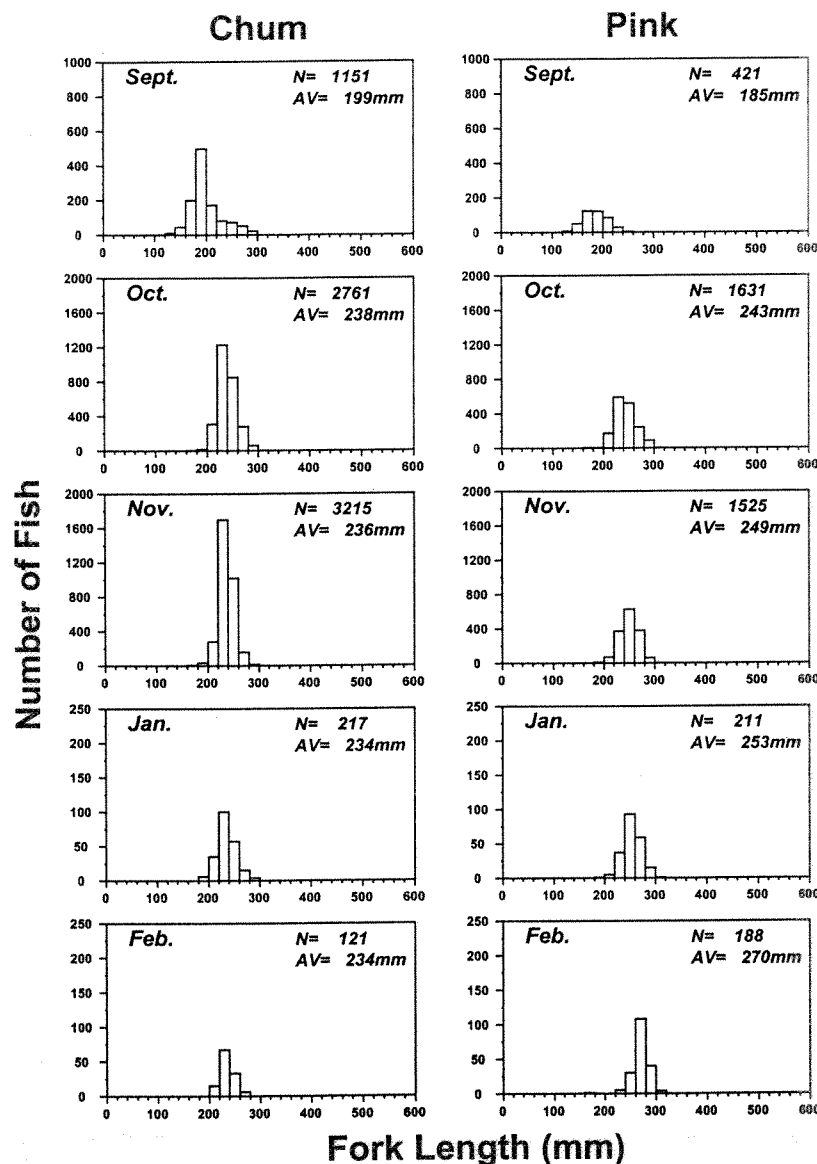 Chum
Pink
Number of Fish
Sept.
N= 1151
AV= 199mm
1000
800
600
400
200
0
0 100 200 300 400 500 600
Sept.
N= 421
AV= 185mm
1000
800
600
400
200
0
0 100 200 300 400 500 600
Oct.
N= 2761
AV= 238mm
2000
1600
1200
800
400
0
0 100 200 300 400 500 600
Oct.
N= 1631
AV= 243mm
2000
1600
1200
800
400
0
0 100 200 300 400 500 600
Nov.
N= 3215
AV= 236mm
2000
1600
1200
800
400
0
0 100 200 300 400 500 600
Nov.
N= 1525
AV= 249mm
2000
1600
1200
800
400
0
0 100 200 300 400 500 600
Jan.
N= 217
AV= 234mm
250
200
150
100
50
0
0 100 200 300 400 500 600
Jan.
N= 211
AV= 253mm
250
200
150
100
50
0
0 100 200 300 400 500 600
Feb.
N= 121
AV= 234mm
250
200
150
100
50
0
0 100 200 300 400 500 600
Feb.
N= 188
AV= 270mm
250
200
150
100
50
0
0 100 200 300 400 500 600
Fork Length (mm)